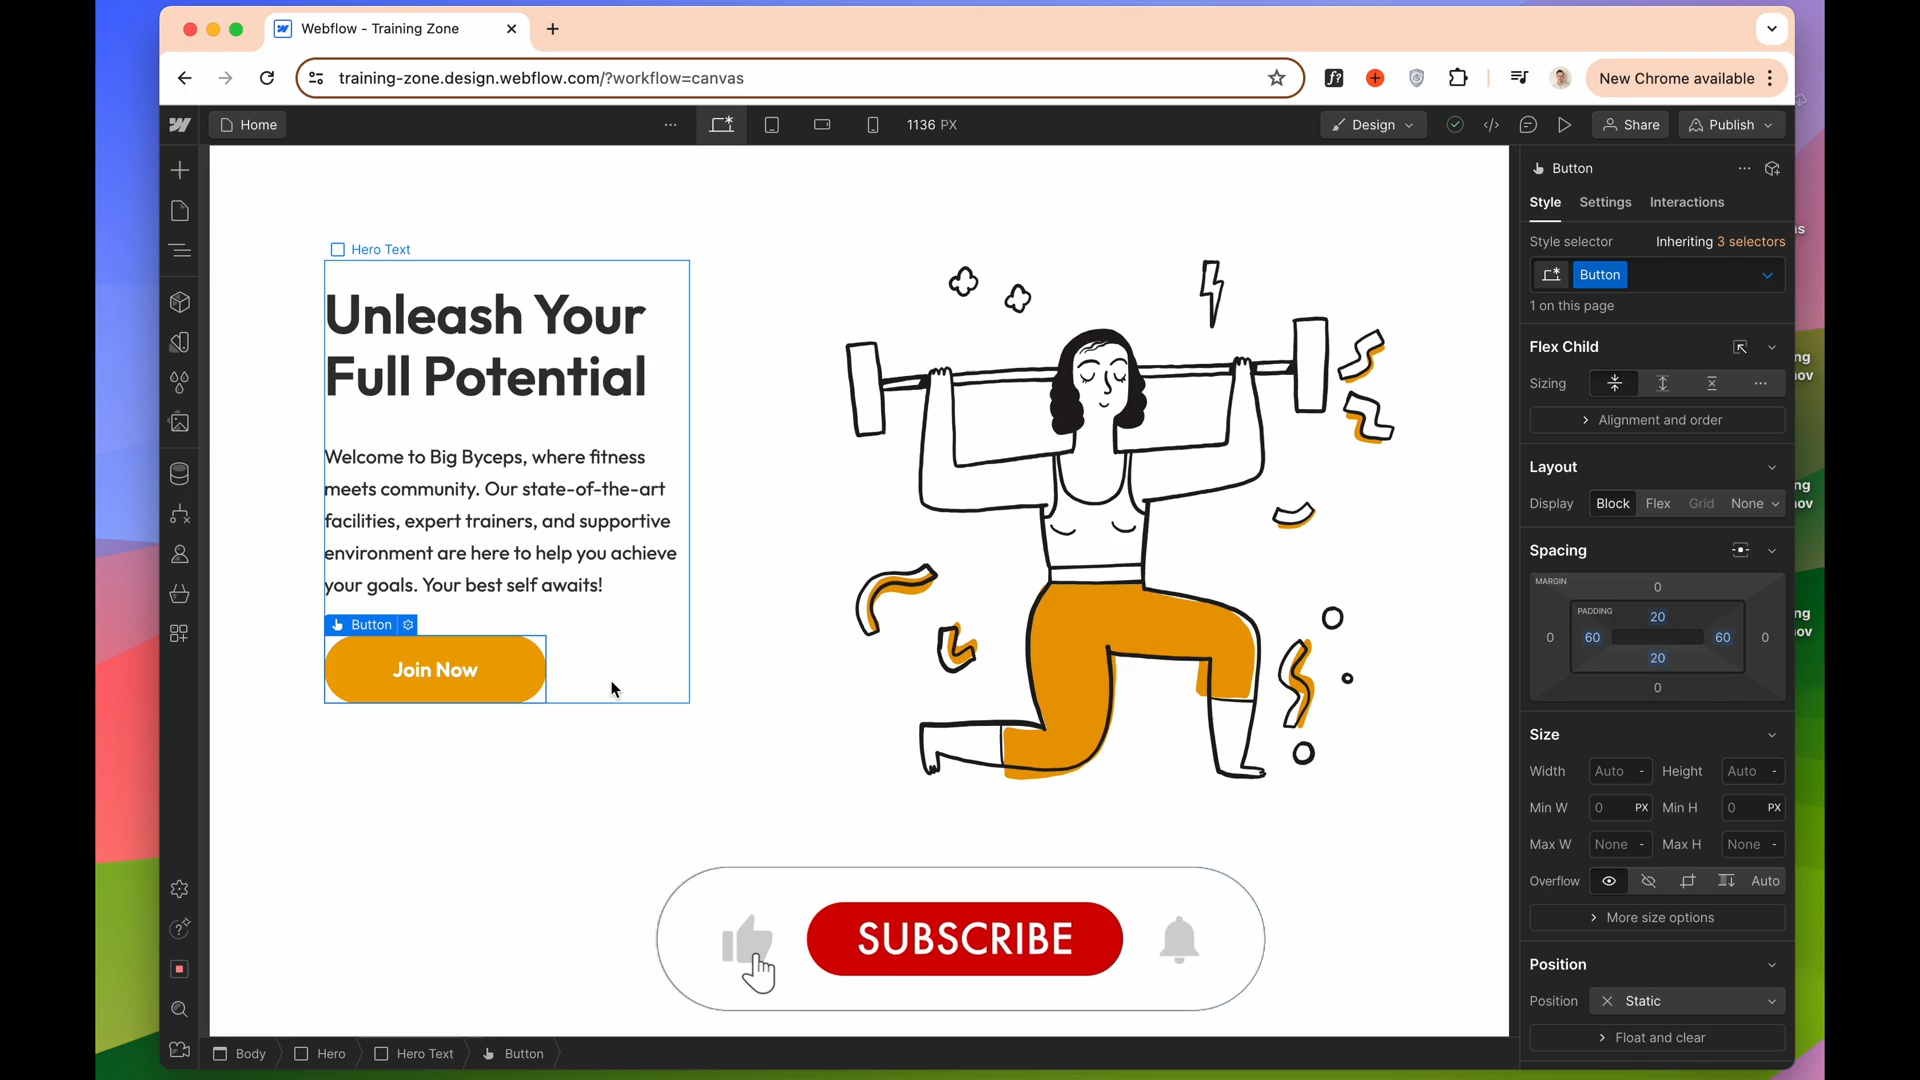 Webflow - Training Zone
training-zone.design.webflow.com/?workflow=canvas
New Chrome available
Home
1136 PX
Design
Share
Publish
Hero Text
Unleash Your
Full Potential
Welcome to Big Byceps, where fitness
meets community. Our state-of-the-art
facilities, expert trainers, and supportive
environment are here to help you achieve
your goals. Your best self awaits!
Button
Join Now
SUBSCRIBE
Body
Hero
Hero Text
Button
Button
Style Settings Interactions
Style selector Inheriting 3 selectors
Button
1 on this page
Flex Child
Sizing
Alignment and order
Layout
Display Block Flex Grid None
Spacing
MARGIN
0
PADDING
20
0 60 60 0
20
0
Size
Width Auto - Height Auto -
Min W 0 PX Min H 0 PX
Max W None - Max H None -
Overflow Auto
More size options
Position
Position Static
Float and clear